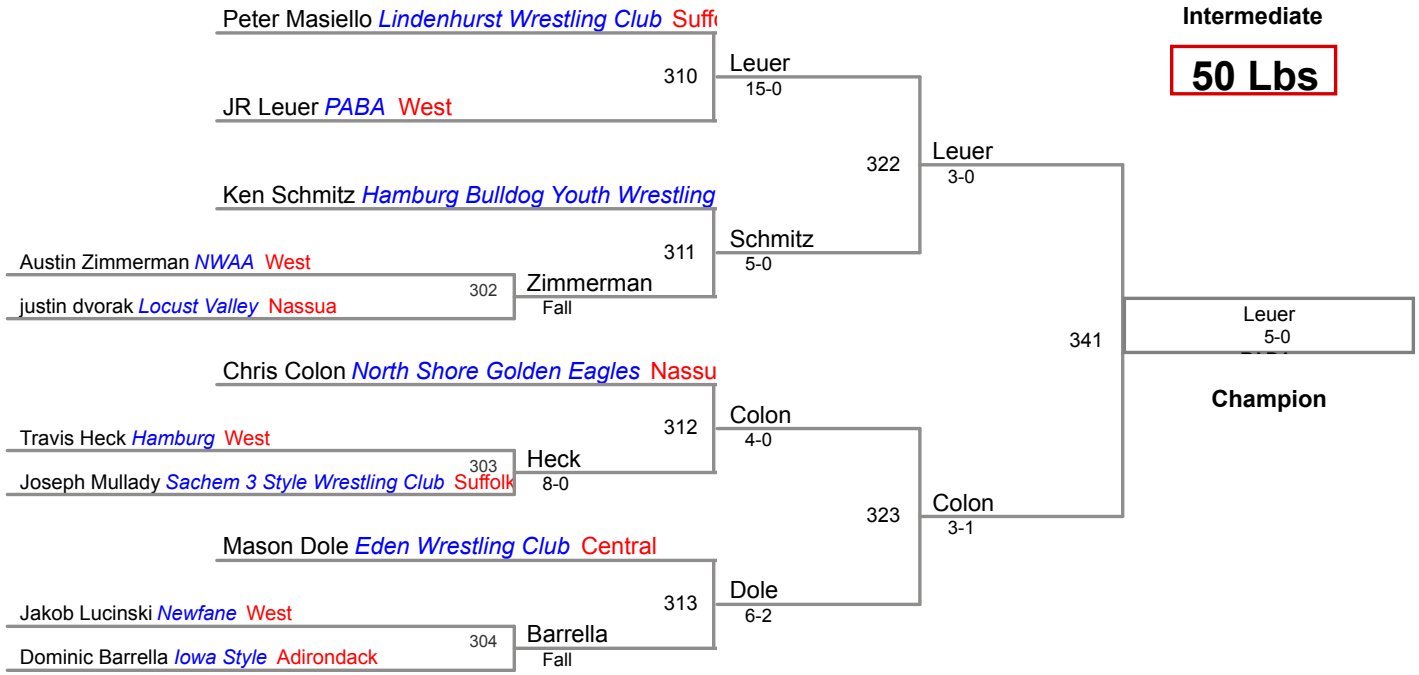 Peter Masiello Lindenhurst Wrestling Club
Intermediate
50 Lbs
310 Leuer
15-0
JR Leuer PABA West
322 Leuer
3-0
Ken Schmitz Hamburg Bulldog Youth Wrestling
311 Schmitz
5-0
Austin Zimmerman NWAA West
302 Zimmerman
Fall
justin dvorak Locust Valley Nassua
341 Leuer
5-0
Champion
Chris Colon North Shore Golden Eagles
312 Colon
4-0
Travis Heck Hamburg West
303 Heck
8-0
Joseph Mullady Sachem 3 Style Wrestling Club Suffolk
323 Colon
3-1
Mason Dole Eden Wrestling Club Central
313 Dole
6-2
Jakob Lucinski Newfane West
304 Barrella
Fall
Dominic Barrella Iowa Style Adirondack